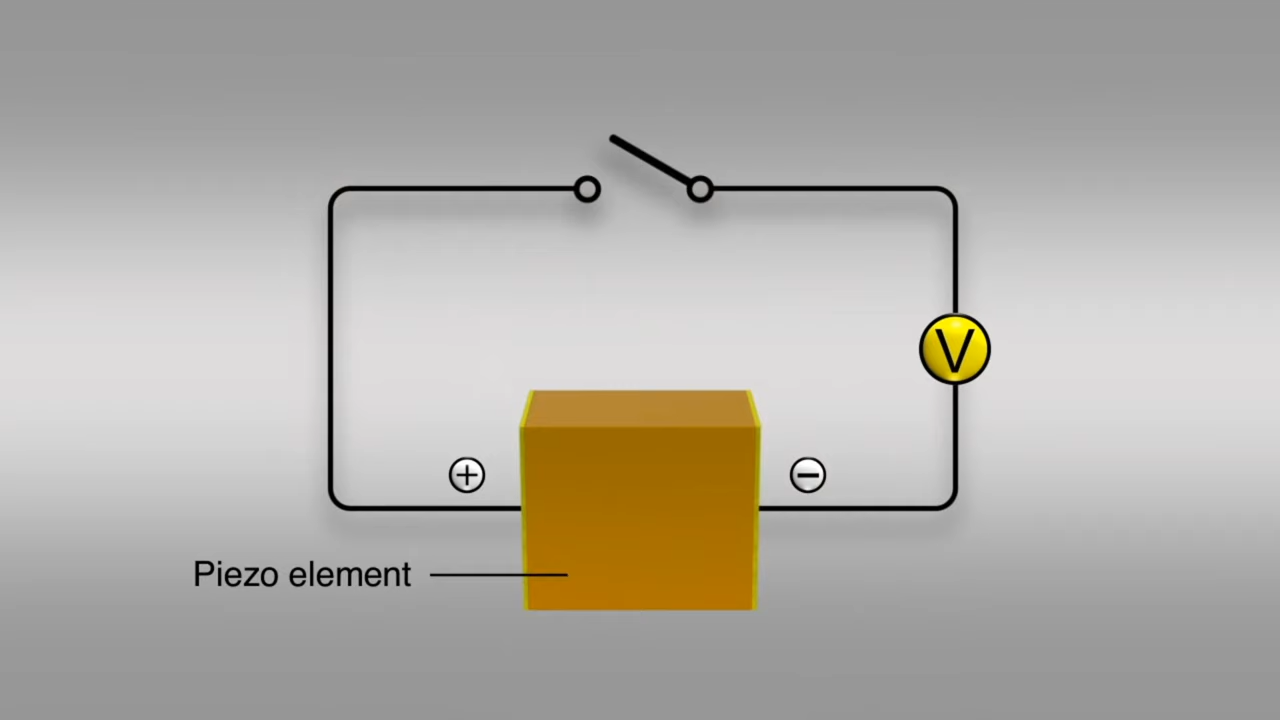 V
+
−
Piezo element